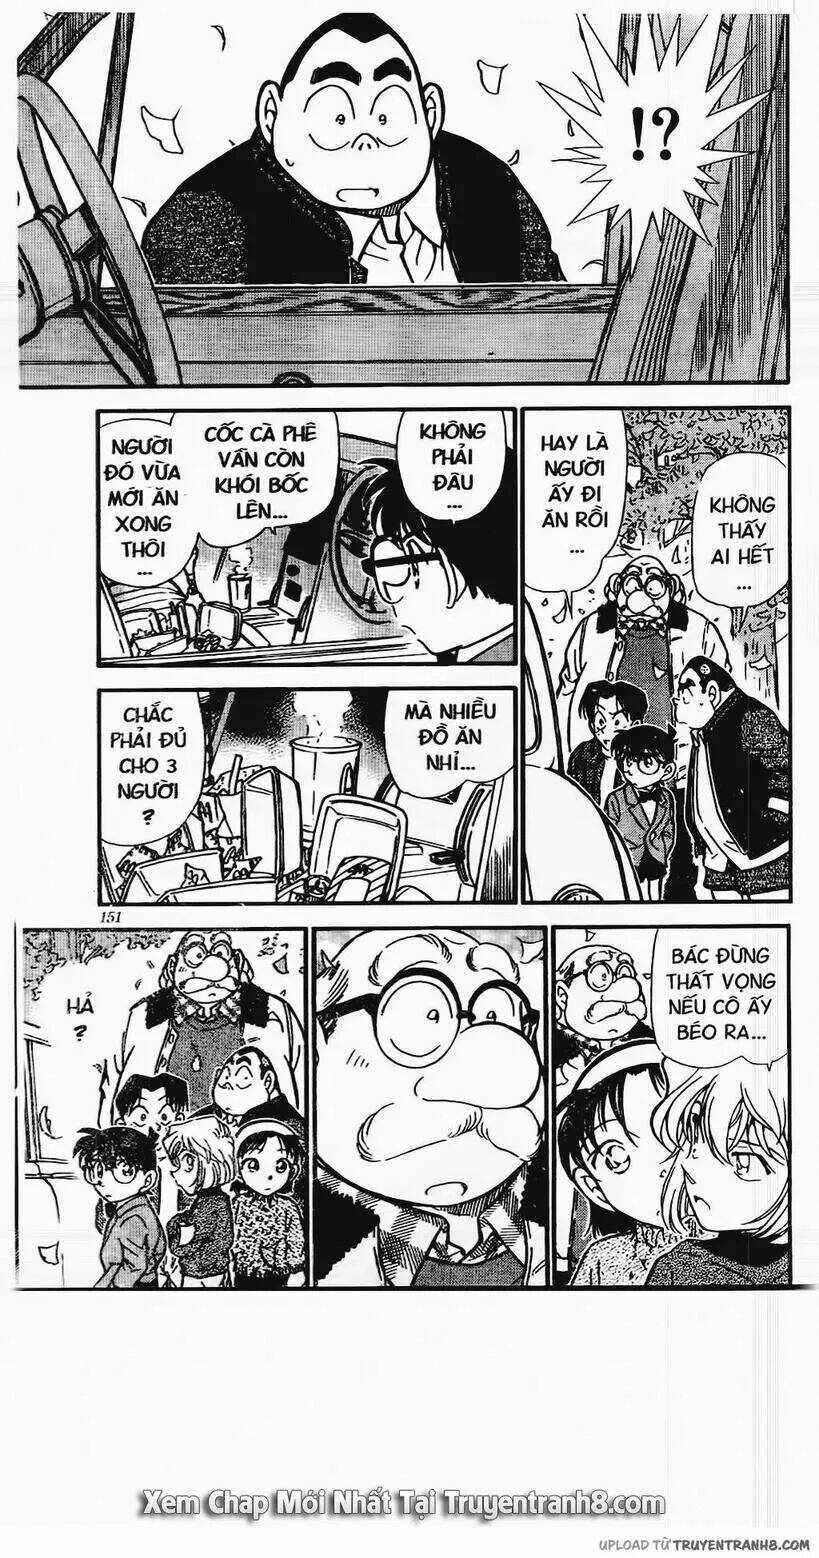 !?
KHÔNG
THẤY
AI HẾT
...
HAY LÀ
NGƯỜI
ẤY ĐI
ĂN RỒI
...
KHÔNG
PHẢI
ĐÂU
...
CỐC CÀ PHÊ
VẪN CÒN
KHÓI BỐC
LÊN...
NGƯỜI
ĐÓ VỪA
MỚI ĂN
XONG
THÔI
...
MÀ NHIỀU
ĐỒ ĂN
NHỈ...
CHẮC
PHẢI ĐỦ
CHO 3
NGƯỜI
?
151
BÁC ĐỪNG
THẤT VỌNG
NẾU CÔ ẤY
BÉO RA...
HẢ
?
Xem Chap Mới Nhất Tại Truyentranh8.com
UPLOAD TỪ TRUYENTRANH8.COM